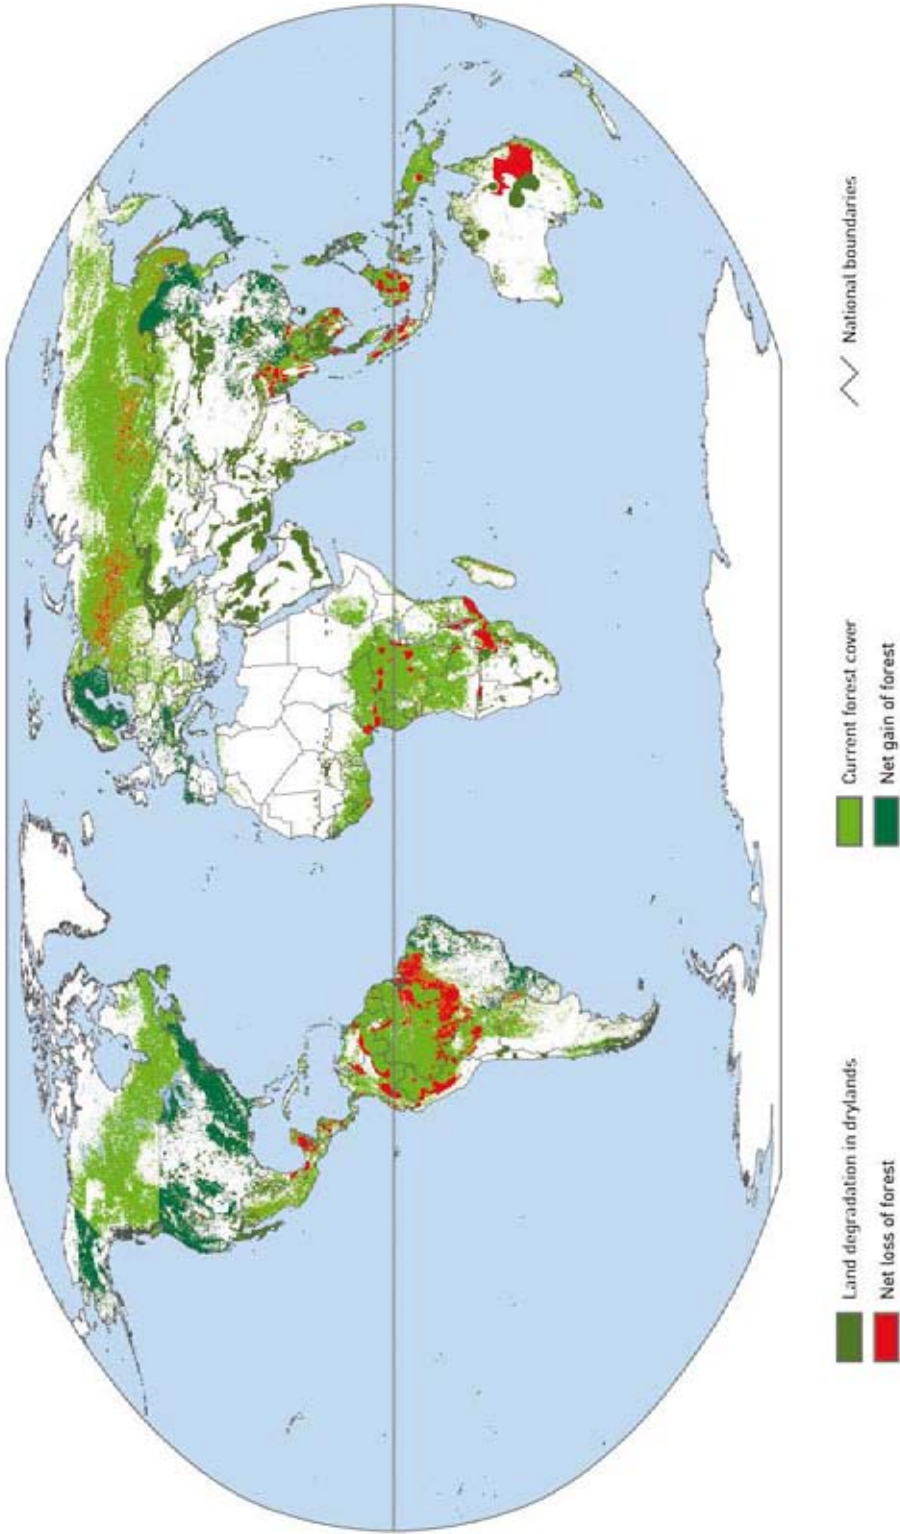 Land degradation in drylands
Net loss of forest
Current forest cover
Net gain of forest
National boundaries